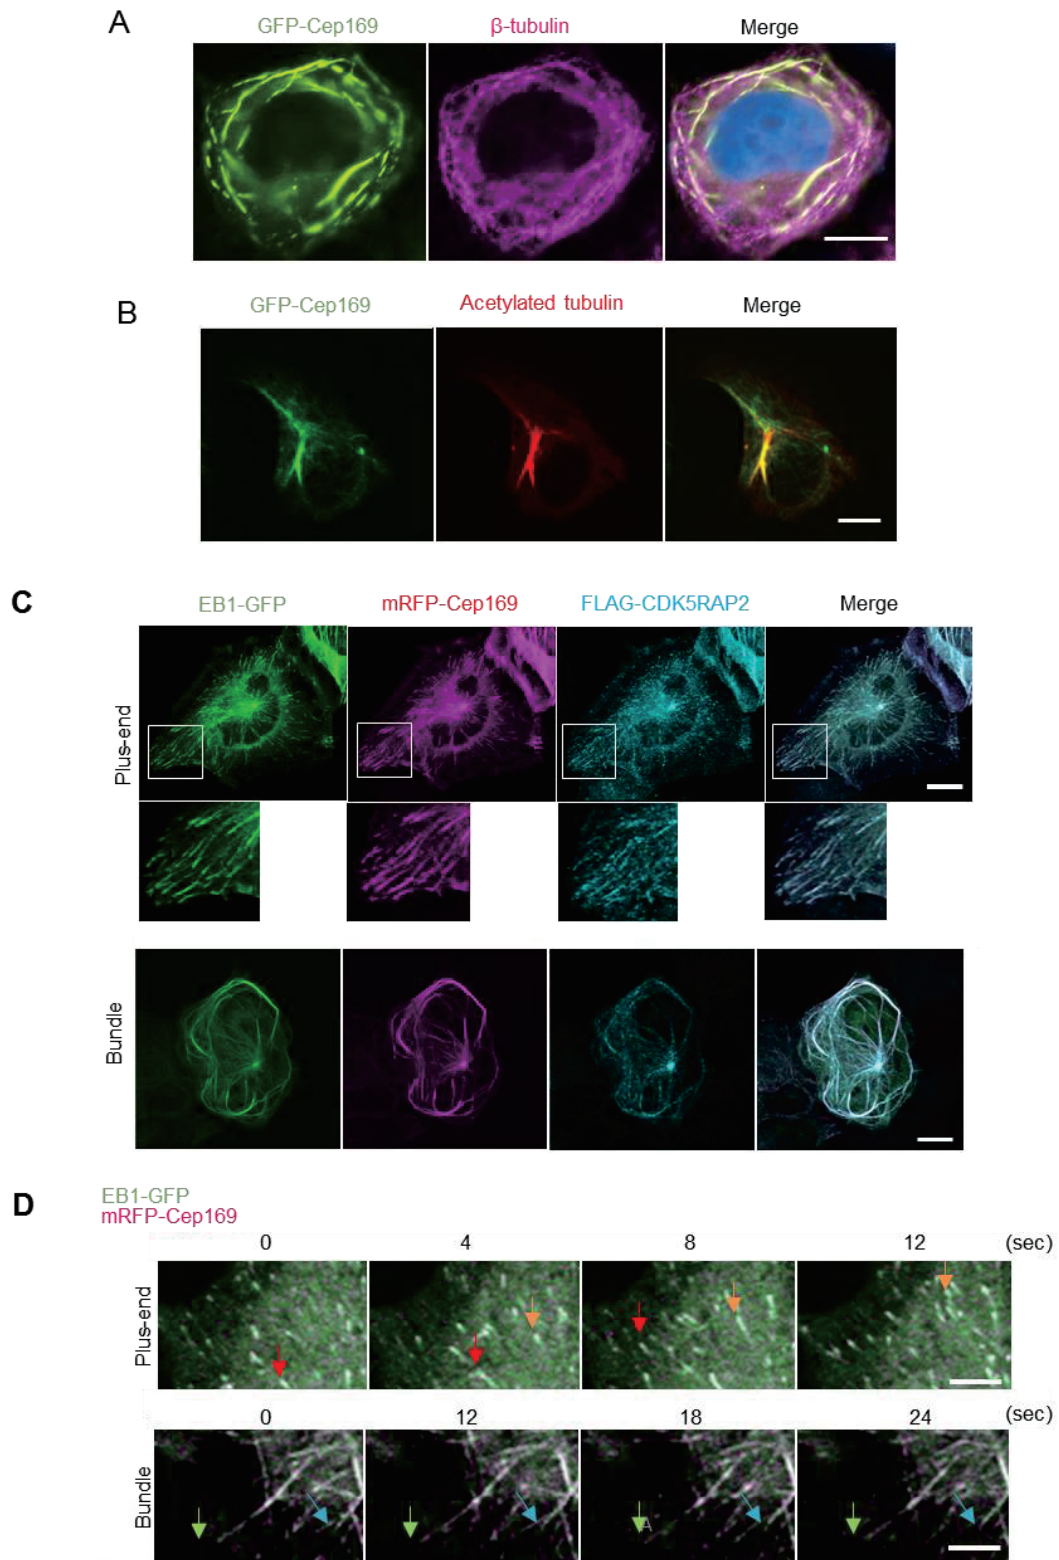 A
GFP-Cep169 β-tubulin Merge
B
GFP-Cep169 Acetylated tubulin Merge
C
EB1-GFP mRFP-Cep169 FLAG-CDK5RAP2 Merge
Plus-end
Bundle
D
EB1-GFP
mRFP-Cep169
0 4 8 12 (sec)
Plus-end
0 12 18 24 (sec)
Bundle
A